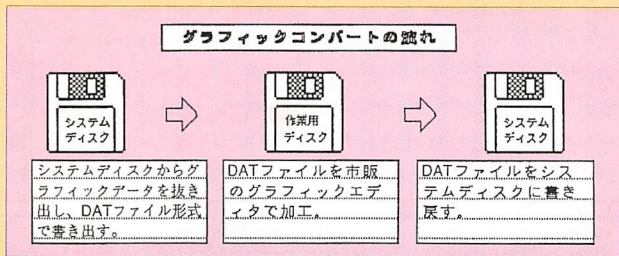 グラフィックコンバートの流れ
システム
ディスク
作業用
ディスク
システム
ディスク
システムディスクからグ
ラフィックデータを抜き
出し、DATファイル形式
で書き出す。
DATファイルを市販
のグラフィックエデ
ィタで加工。
DATファイルをシス
テムディスクに書き
戻す。